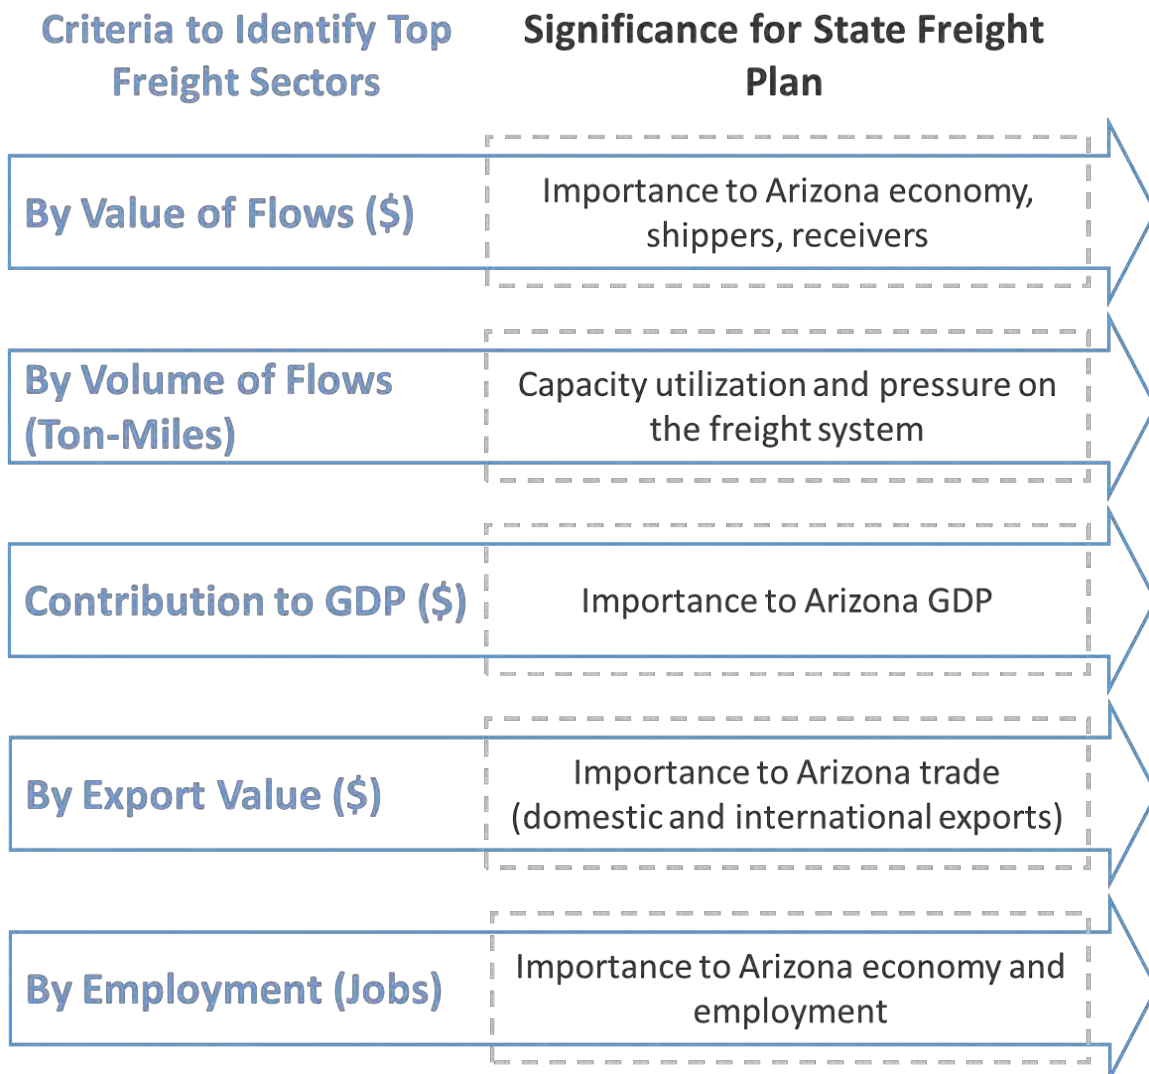 Criteria to Identify Top
Freight Sectors
Significance for State Freight
Plan
By Value of Flows ($)
Importance to Arizona economy,
shippers, receivers
By Volume of Flows
(Ton-Miles)
Capacity utilization and pressure on
the freight system
Contribution to GDP ($)
Importance to Arizona GDP
By Export Value ($)
Importance to Arizona trade
(domestic and international exports)
By Employment (Jobs)
Importance to Arizona economy and
employment